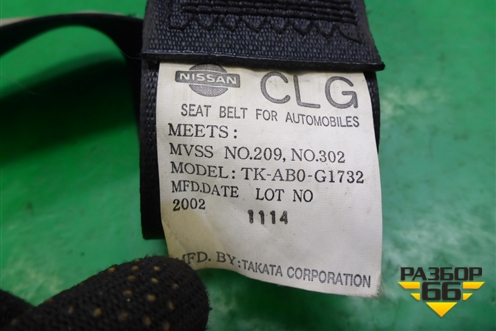 NISSAN CLG
SEAT BELT FOR AUTOMOBILES
MEETS:
MVSS NO.209, NO.302
MODEL: TK-AB0-G1732
MFD.DATE LOT NO
2002 1114
MFD. BY: TAKATA CORPORATION
РАЗБОР
66